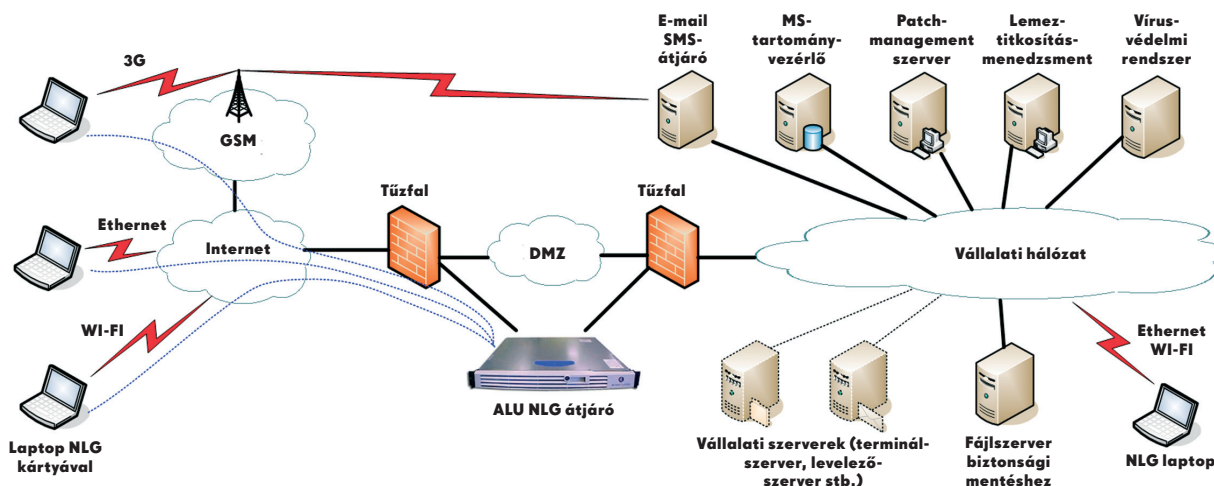 E-mail
SMS-
átjáró
MS-
tartomány-
vezérlő
Patch-
management
szerver
Lemez-
titkosítás-
menedzsment
Vírus-
védelmi
rendszer
3G
GSM
Ethernet
Internet
Tűzfal
DMZ
Tűzfal
Vállalati hálózat
WI-FI
Ethernet
WI-FI
ALU NLG átjáró
Laptop NLG
kártyával
Vállalati szerverek (terminál-
szerver, levelező-
szerver stb.)
Fájlszerver
biztonsági
mentéshez
NLG laptop